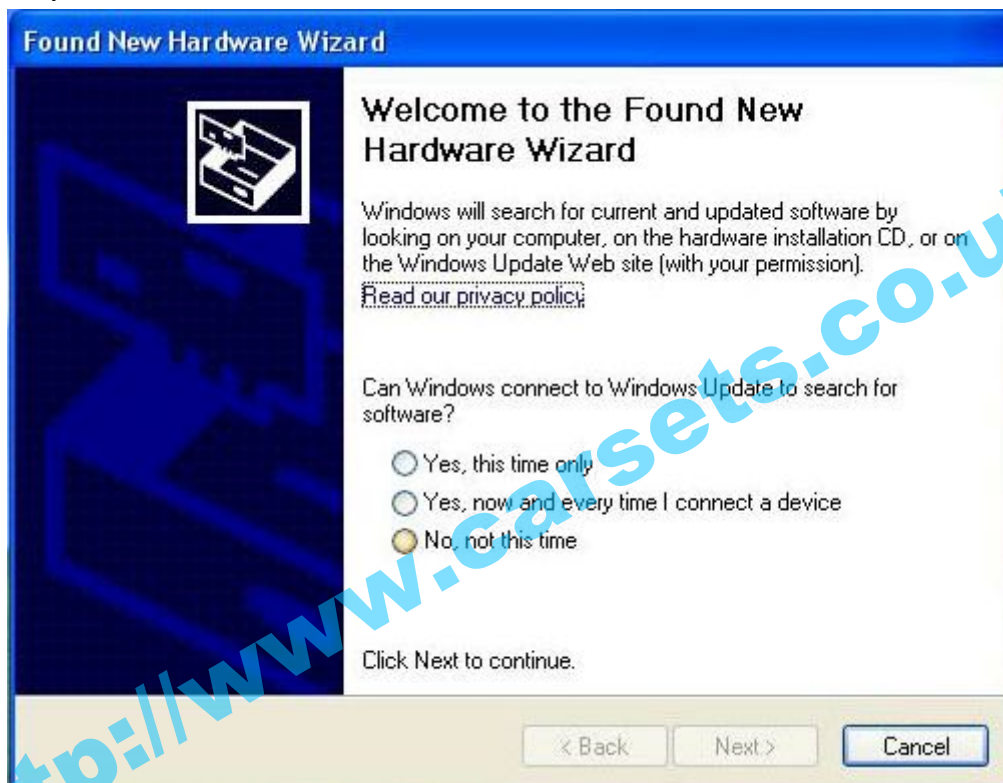 Found New Hardware Wizard
Welcome to the Found New
Hardware Wizard
Windows will search for current and updated software by
looking on your computer, on the hardware installation CD, or on
the Windows Update Web site (with your permission).
Read our privacy policy
Can Windows connect to Windows Update to search for
software?
Yes, this time only
Yes, now and every time I connect a device
No, not this time
Click Next to continue.
< Back
Next >
Cancel
tp://www.carsets.co.u